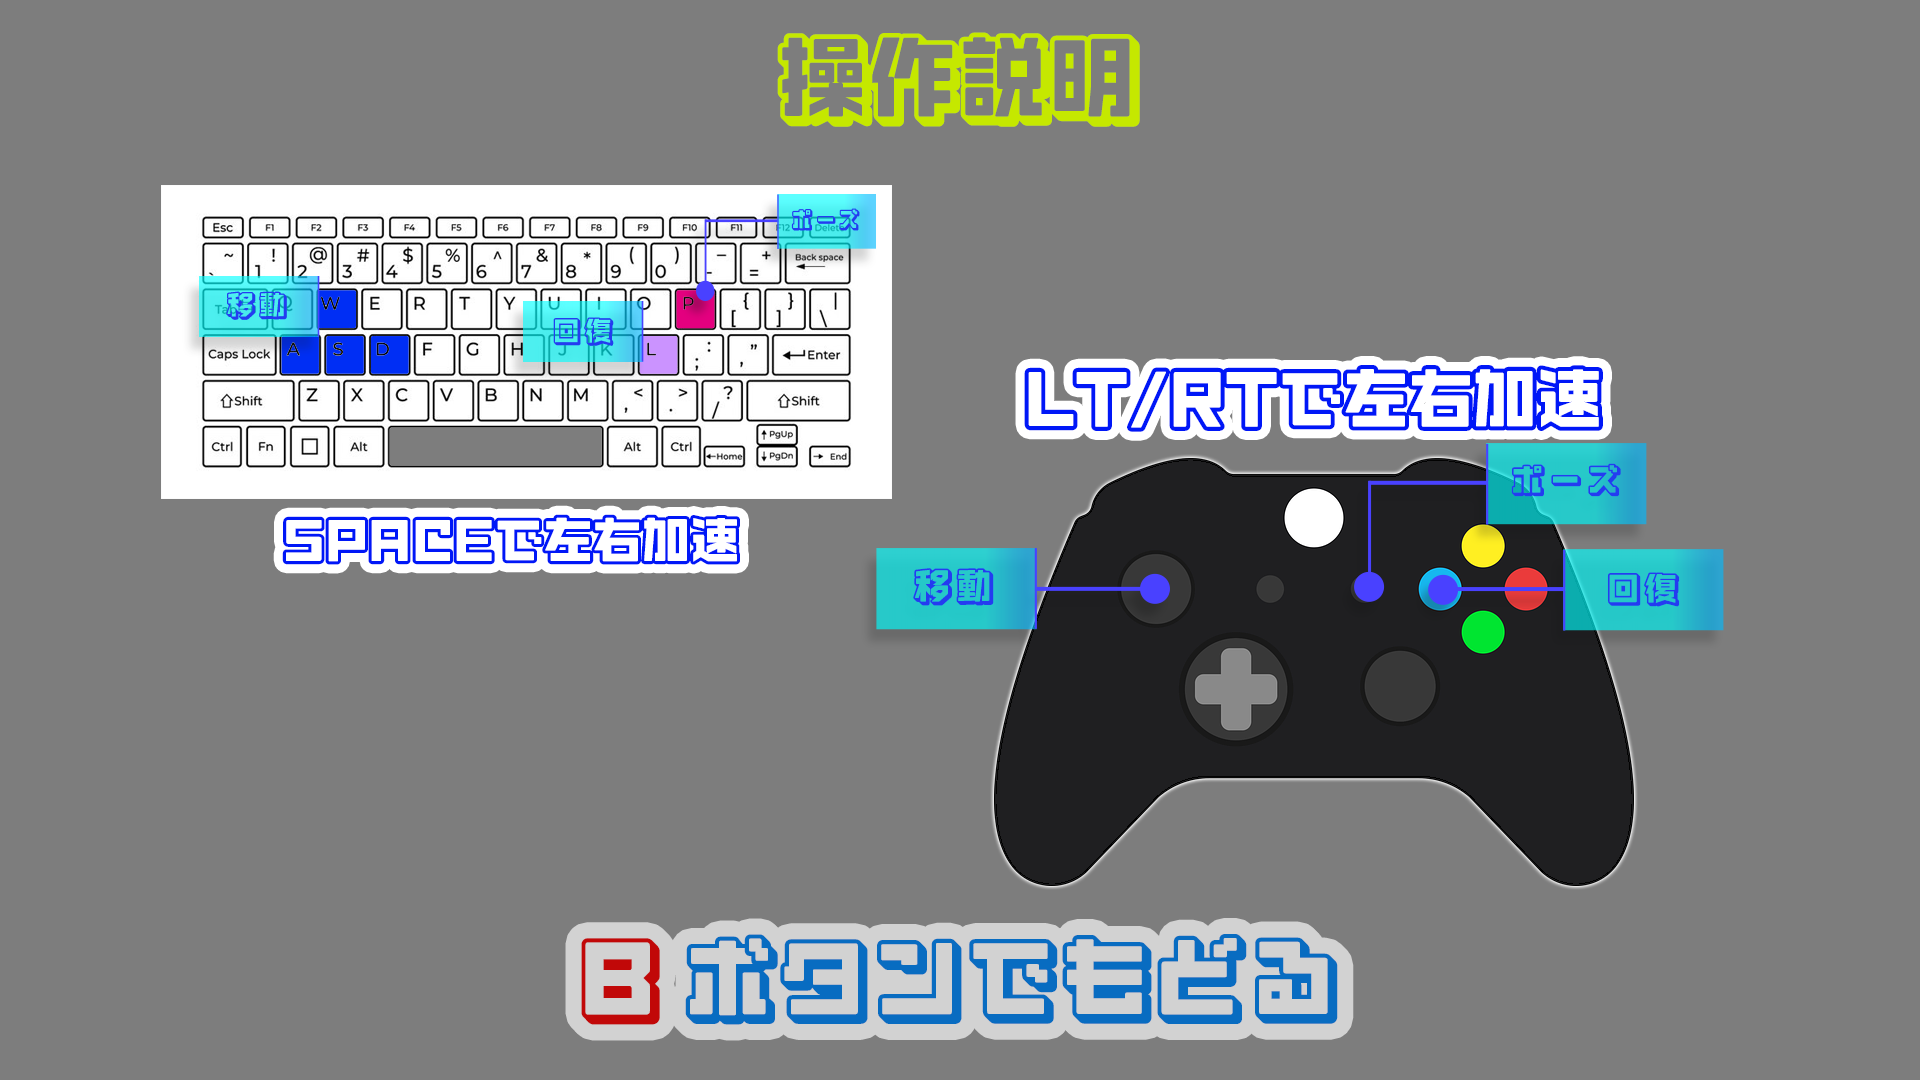 操作説明
Esc F1 F2 F3 F4 F5 F6 F7 F8 F9 F10 F11 F12 Delete
ポーズ
~ ` ! 1 @ 2 # 3 $ 4 % 5 ^ 6 & 7 * 8 ( 9 ) 0 - - + = Back space
移動
Tab Q W E R T Y U I O P { [ } ] | \
回復
Caps Lock A S D F G H J K L : ; " , Enter
Shift Z X C V B N M < , > . ? / Shift
Ctrl Fn Alt Alt Ctrl Home PgUp PgDn End
SPACEで左右加速
LT/RTで左右加速
ポーズ
移動
回復
B ボタンでもどる